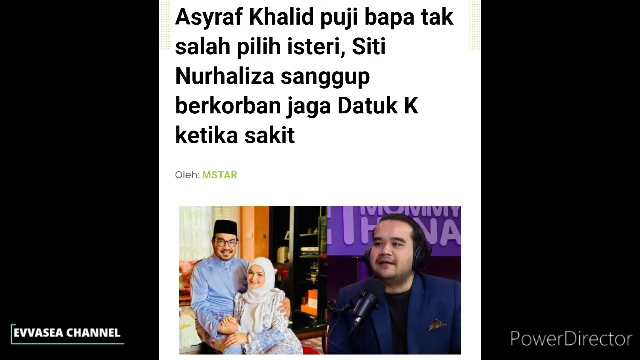 Asyraf Khalid puji bapa tak
salah pilih isteri, Siti
Nurhaliza sanggup
berkorban jaga Datuk K
ketika sakit
Oleh: MSTAR
MOMMY
EVVASEA CHANNEL
PowerDirector